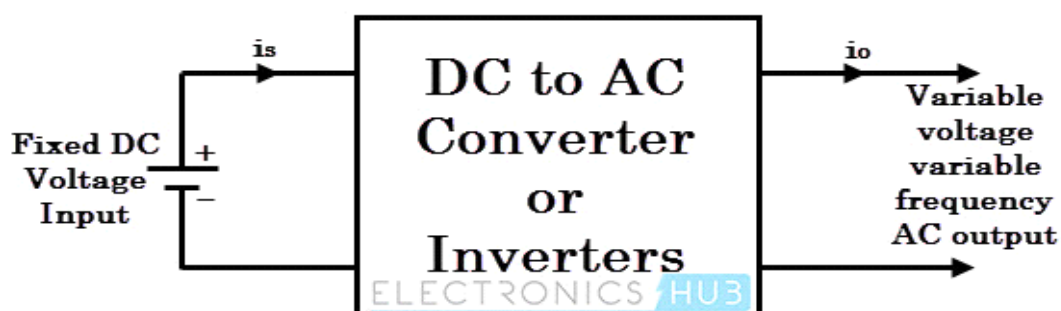 is
io
DC to AC
Converter
or
Inverters
Fixed DC
Voltage
Input
+
−
Variable
voltage
variable
frequency
AC output
ELECTRONICS HUB